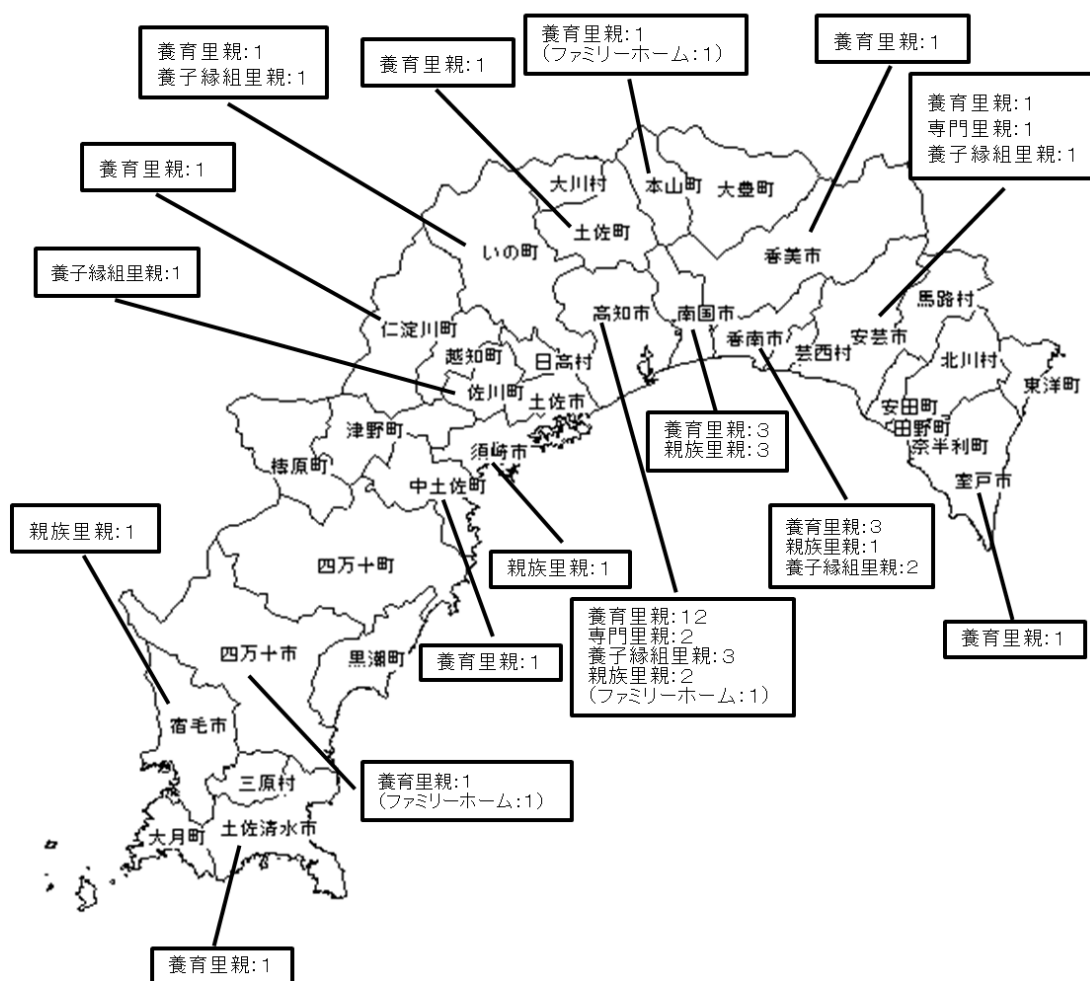 養育里親:1
養子縁組里親:1
養育里親:1
養育里親:1
(ファミリーホーム:1)
養育里親:1
養育里親:1
専門里親:1
養子縁組里親:1
養育里親:1
養子縁組里親:1
大川村
本山町
大豊町
土佐町
いの町
香美市
馬路村
仁淀川町
高知市
南国市
香南市
芸西村
安芸市
越知町
日高村
北川村
東洋町
佐川町
土佐市
安田町
田野町
奈半利町
津野町
須崎市
梼原町
中土佐町
室戸市
養育里親:3
親族里親:3
親族里親:1
四万十町
親族里親:1
養育里親:3
親族里親:1
養子縁組里親:2
養育里親:12
専門里親:2
養子縁組里親:3
親族里親:2
(ファミリーホーム:1)
養育里親:1
養育里親:1
四万十市
黒潮町
宿毛市
三原村
養育里親:1
(ファミリーホーム:1)
大月町
土佐清水市
養育里親:1